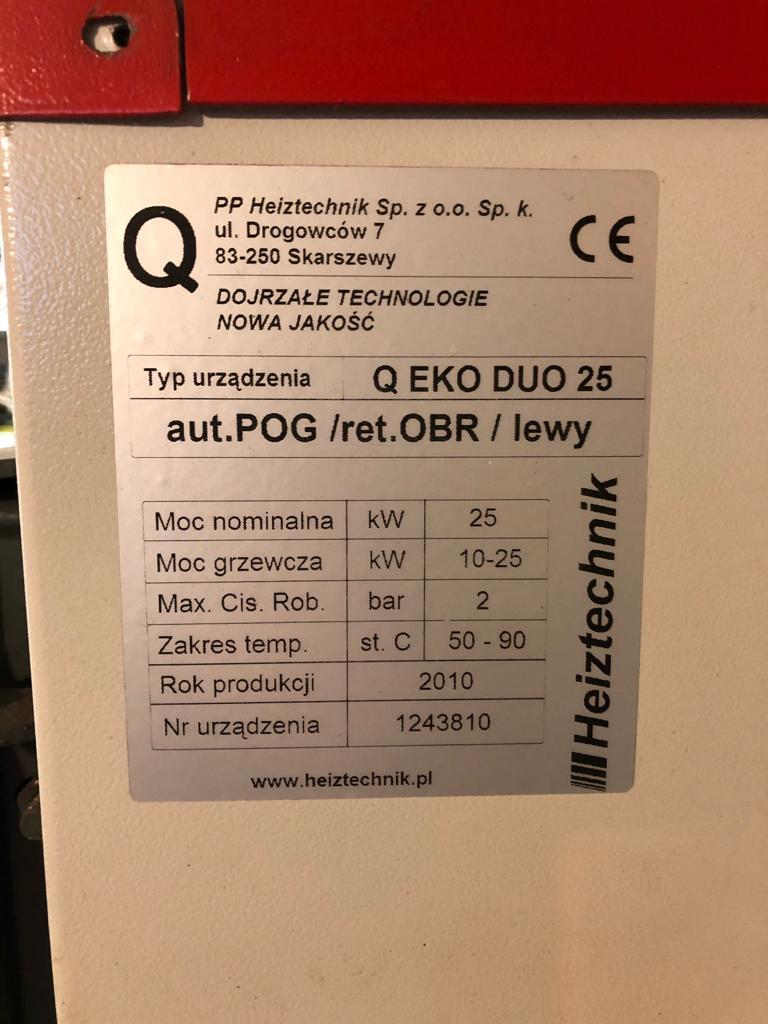 Q
PP Heiztechnik Sp. z o.o. Sp. k.
ul. Drogowców 7
83-250 Skarszewy
CE
DOJRZAŁE TECHNOLOGIE
NOWA JAKOŚĆ
Typ urządzenia Q EKO DUO 25
aut.POG /ret.OBR / lewy
Moc nominalna kW 25
Moc grzewcza kW 10-25
Max. Cis. Rob. bar 2
Zakres temp. st. C 50 - 90
Rok produkcji 2010
Nr urządzenia 1243810
Heiztechnik
www.heiztechnik.pl